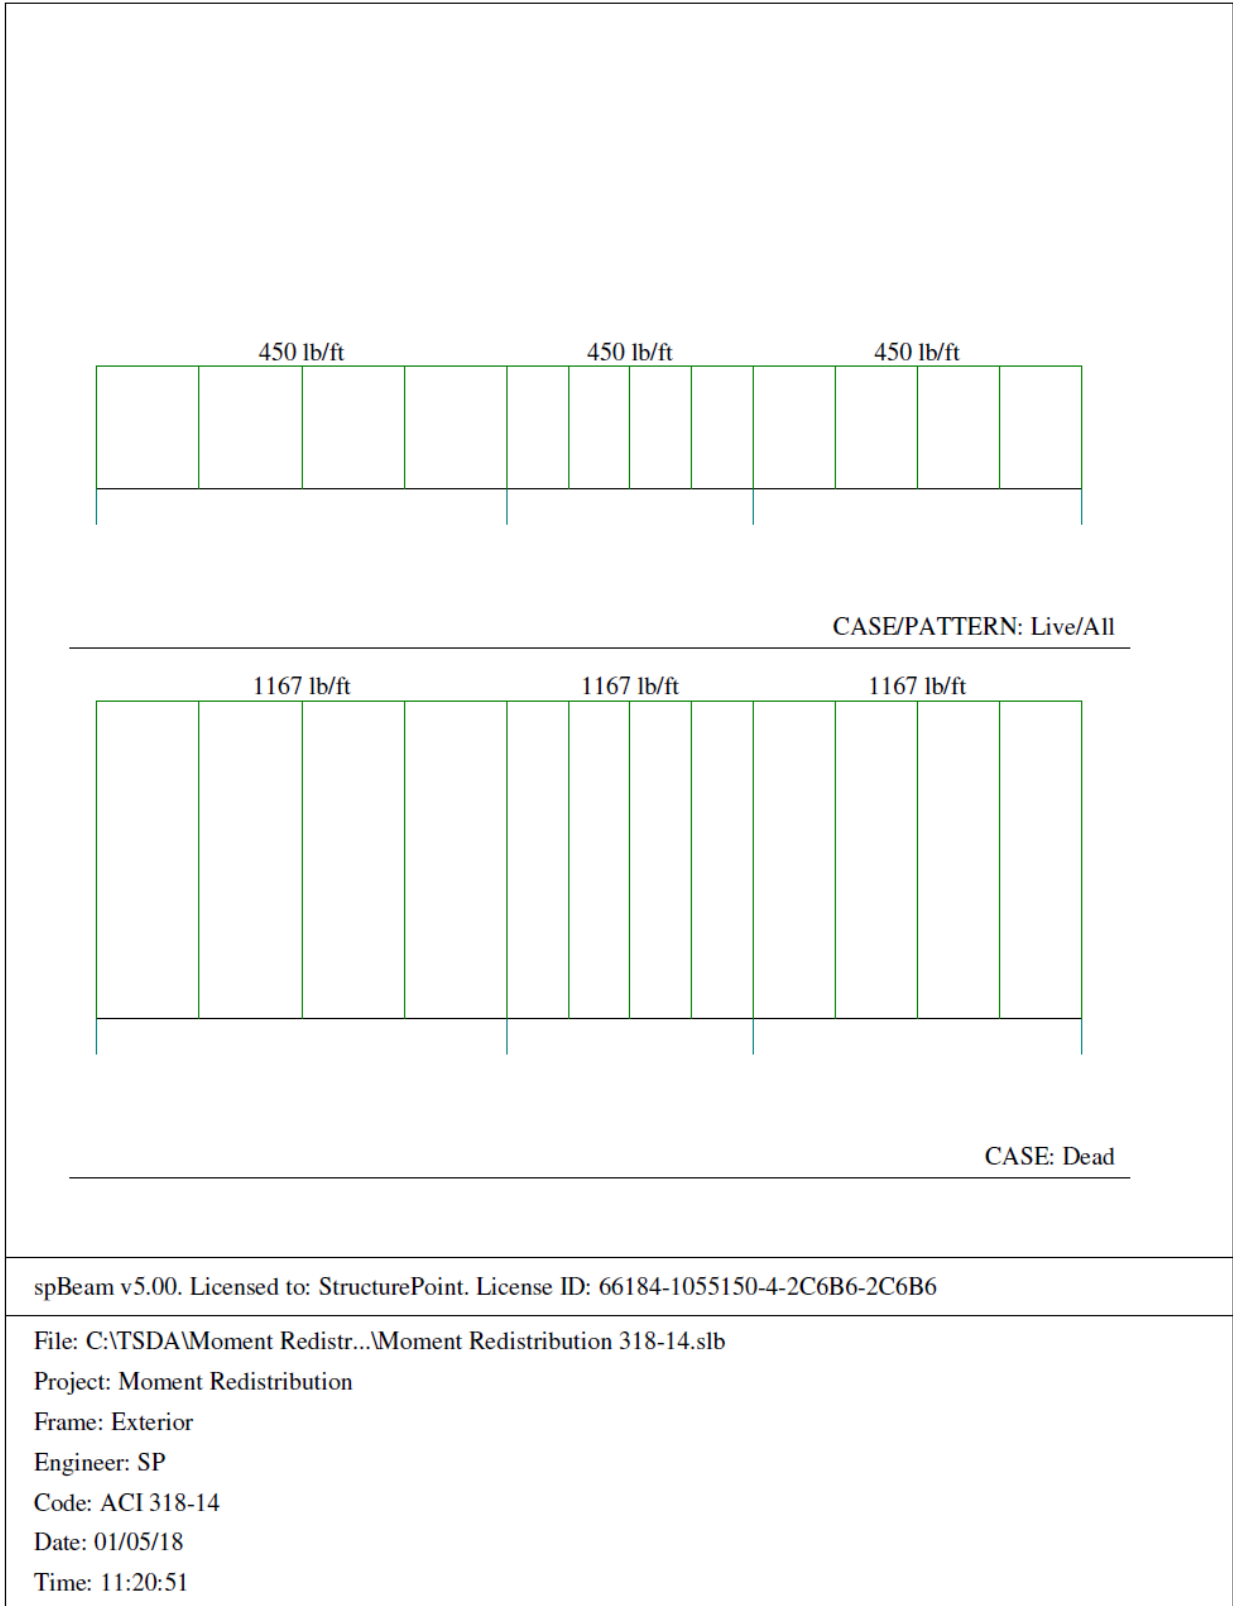 450 lb/ft 450 lb/ft 450 lb/ft
CASE/PATTERN: Live/All
1167 lb/ft 1167 lb/ft 1167 lb/ft
CASE: Dead
spBeam v5.00. Licensed to: StructurePoint. License ID: 66184-1055150-4-2C6B6-2C6B6
File: C:\TSDA\Moment Redistr...\Moment Redistribution 318-14.slb
Project: Moment Redistribution
Frame: Exterior
Engineer: SP
Code: ACI 318-14
Date: 01/05/18
Time: 11:20:51